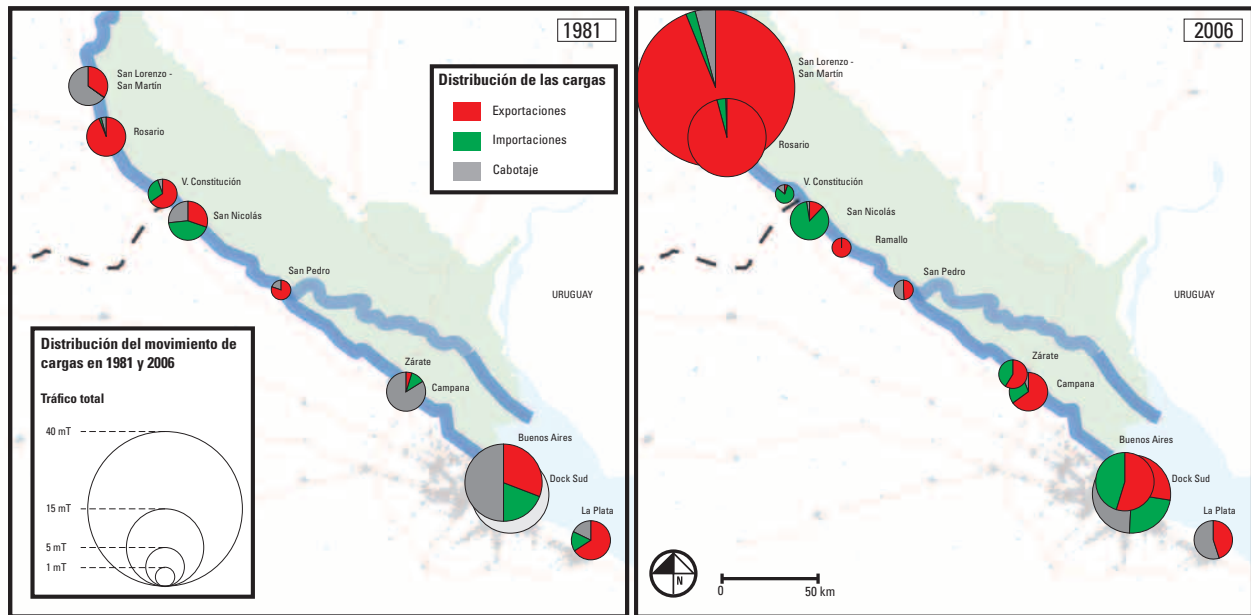 1981
San Lorenzo -
San Martín
Rosario
V. Constitución
San Nicolás
San Pedro
Zárate
Campana
Buenos Aires
Dock Sud
La Plata
URUGUAY
Distribución de las cargas
Exportaciones
Importaciones
Cabotaje
Distribución del movimiento de
cargas en 1981 y 2006
Tráfico total
40 mT
15 mT
5 mT
1 mT
2006
San Lorenzo -
San Martín
Rosario
V. Constitución
San Nicolás
Ramallo
San Pedro
URUGUAY
Zárate
Campana
Buenos Aires
Dock Sud
La Plata
N
0 50 km